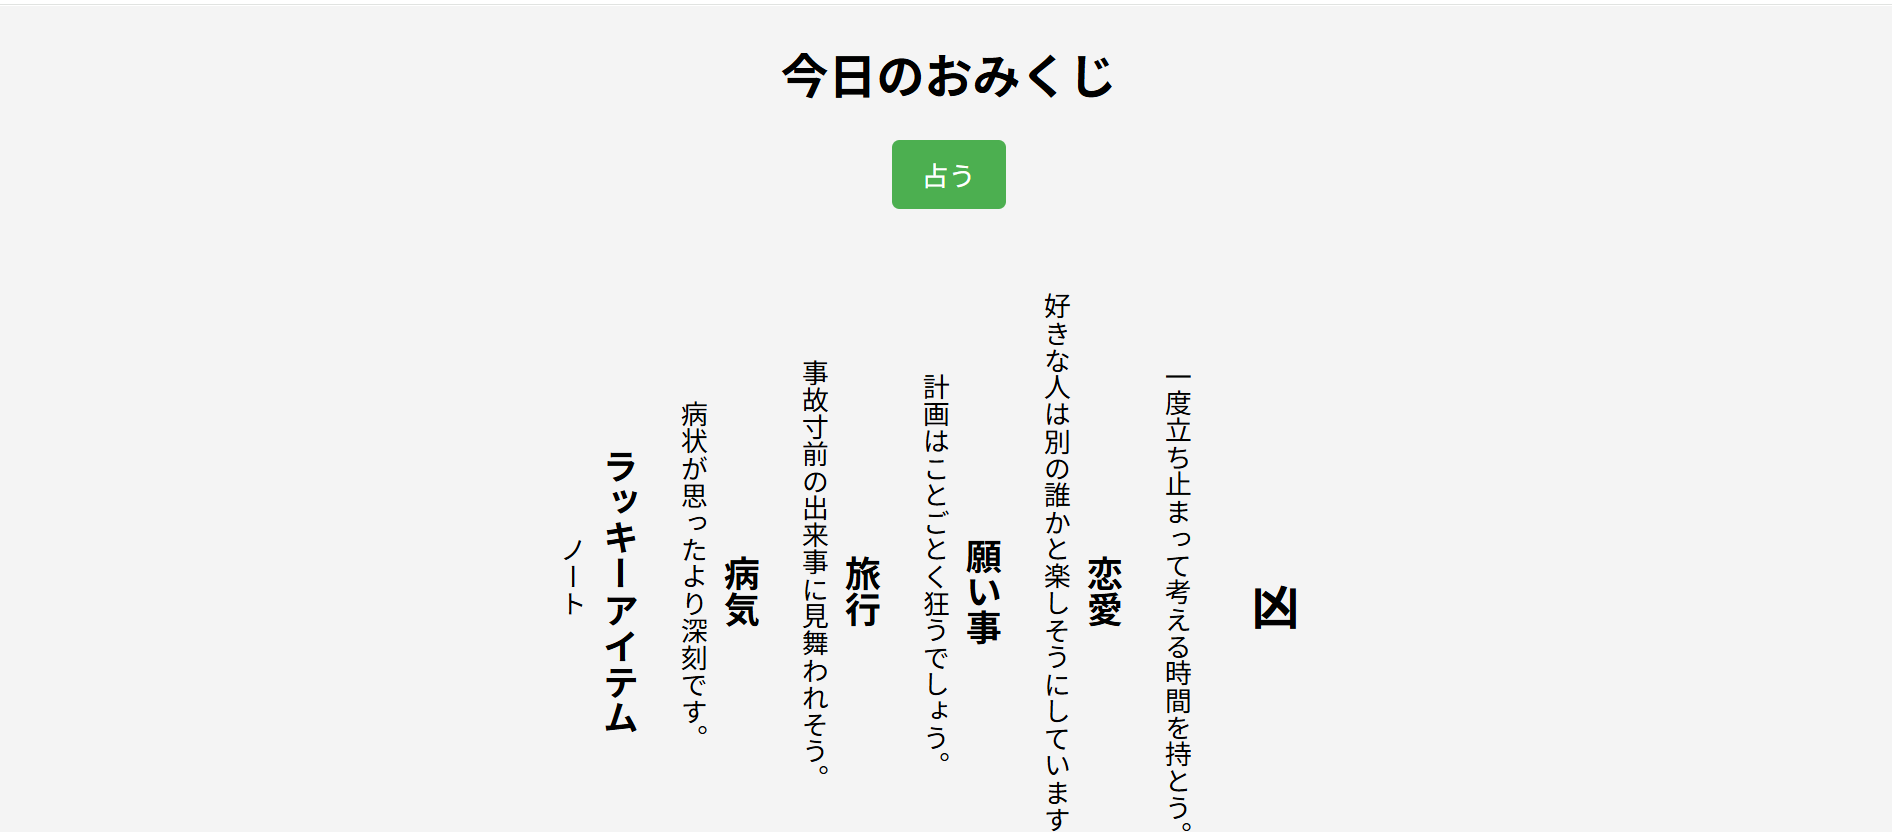 今日のおみくじ
占う
凶
一度立ち止まって考える時間を持とう。
恋愛
好きな人は別の誰かと楽しそうにしています
願い事
計画はことごとく狂うでしょう。
旅行
事故寸前の出来事に見舞われそう。
病気
病状が思ったより深刻です。
ラッキーアイテム
ノート